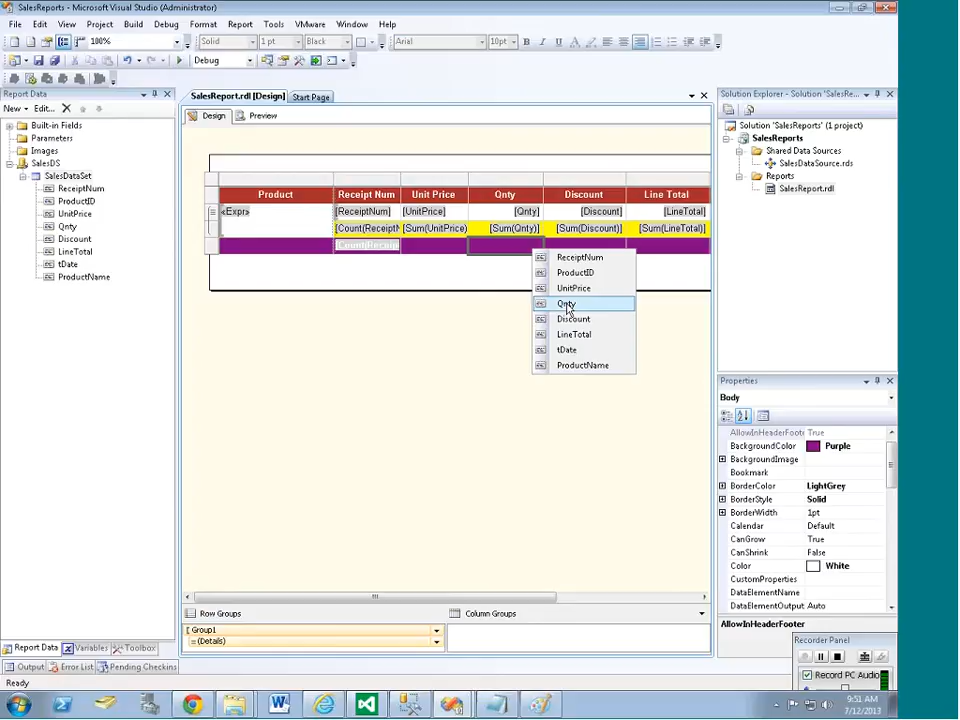 SalesReports - Microsoft Visual Studio (Administrator)
File Edit View Project Build Debug Format Report Tools VMware Window Help
100% Solid 1 pt Black Arial 10pt B I U A
Debug
Report Data
New Edit...
Built-in Fields
Parameters
Images
SalesDS
SalesDataSet
ReceiptNum
ProductID
UnitPrice
Qnty
Discount
LineTotal
tDate
ProductName
SalesReport.rdl [Design] Start Page
Design Preview
Product Receipt Num Unit Price Qnty Discount Line Total
«Expr» [ReceiptNum] [UnitPrice] [Qnty] [Discount] [LineTotal]
[Count(ReceiptN [Sum(UnitPrice) [Sum(Qnty)] [Sum(Discount)] [Sum(LineTotal)]
[Count(Receip
ReceiptNum
ProductID
UnitPrice
Qnty
Discount
LineTotal
tDate
ProductName
Row Groups Column Groups
Group1
(Details)
Solution Explorer - Solution 'SalesRe...
Solution 'SalesReports' (1 project)
SalesReports
Shared Data Sources
SalesDataSource.rds
Reports
SalesReport.rdl
Properties
Body
AllowInHeaderFoote True
BackgroundColor Purple
BackgroundImage
Bookmark
BorderColor LightGrey
BorderStyle Solid
BorderWidth 1pt
Calendar Default
CanGrow True
CanShrink False
Color White
CustomProperties
DataElementName
DataElementOutput Auto
AllowInHeaderFooter
Recorder Panel
Record PC Audio
Report Data Variables Toolbox
Output Error List Pending Checkins
Ready
9:51 AM
7/12/2013